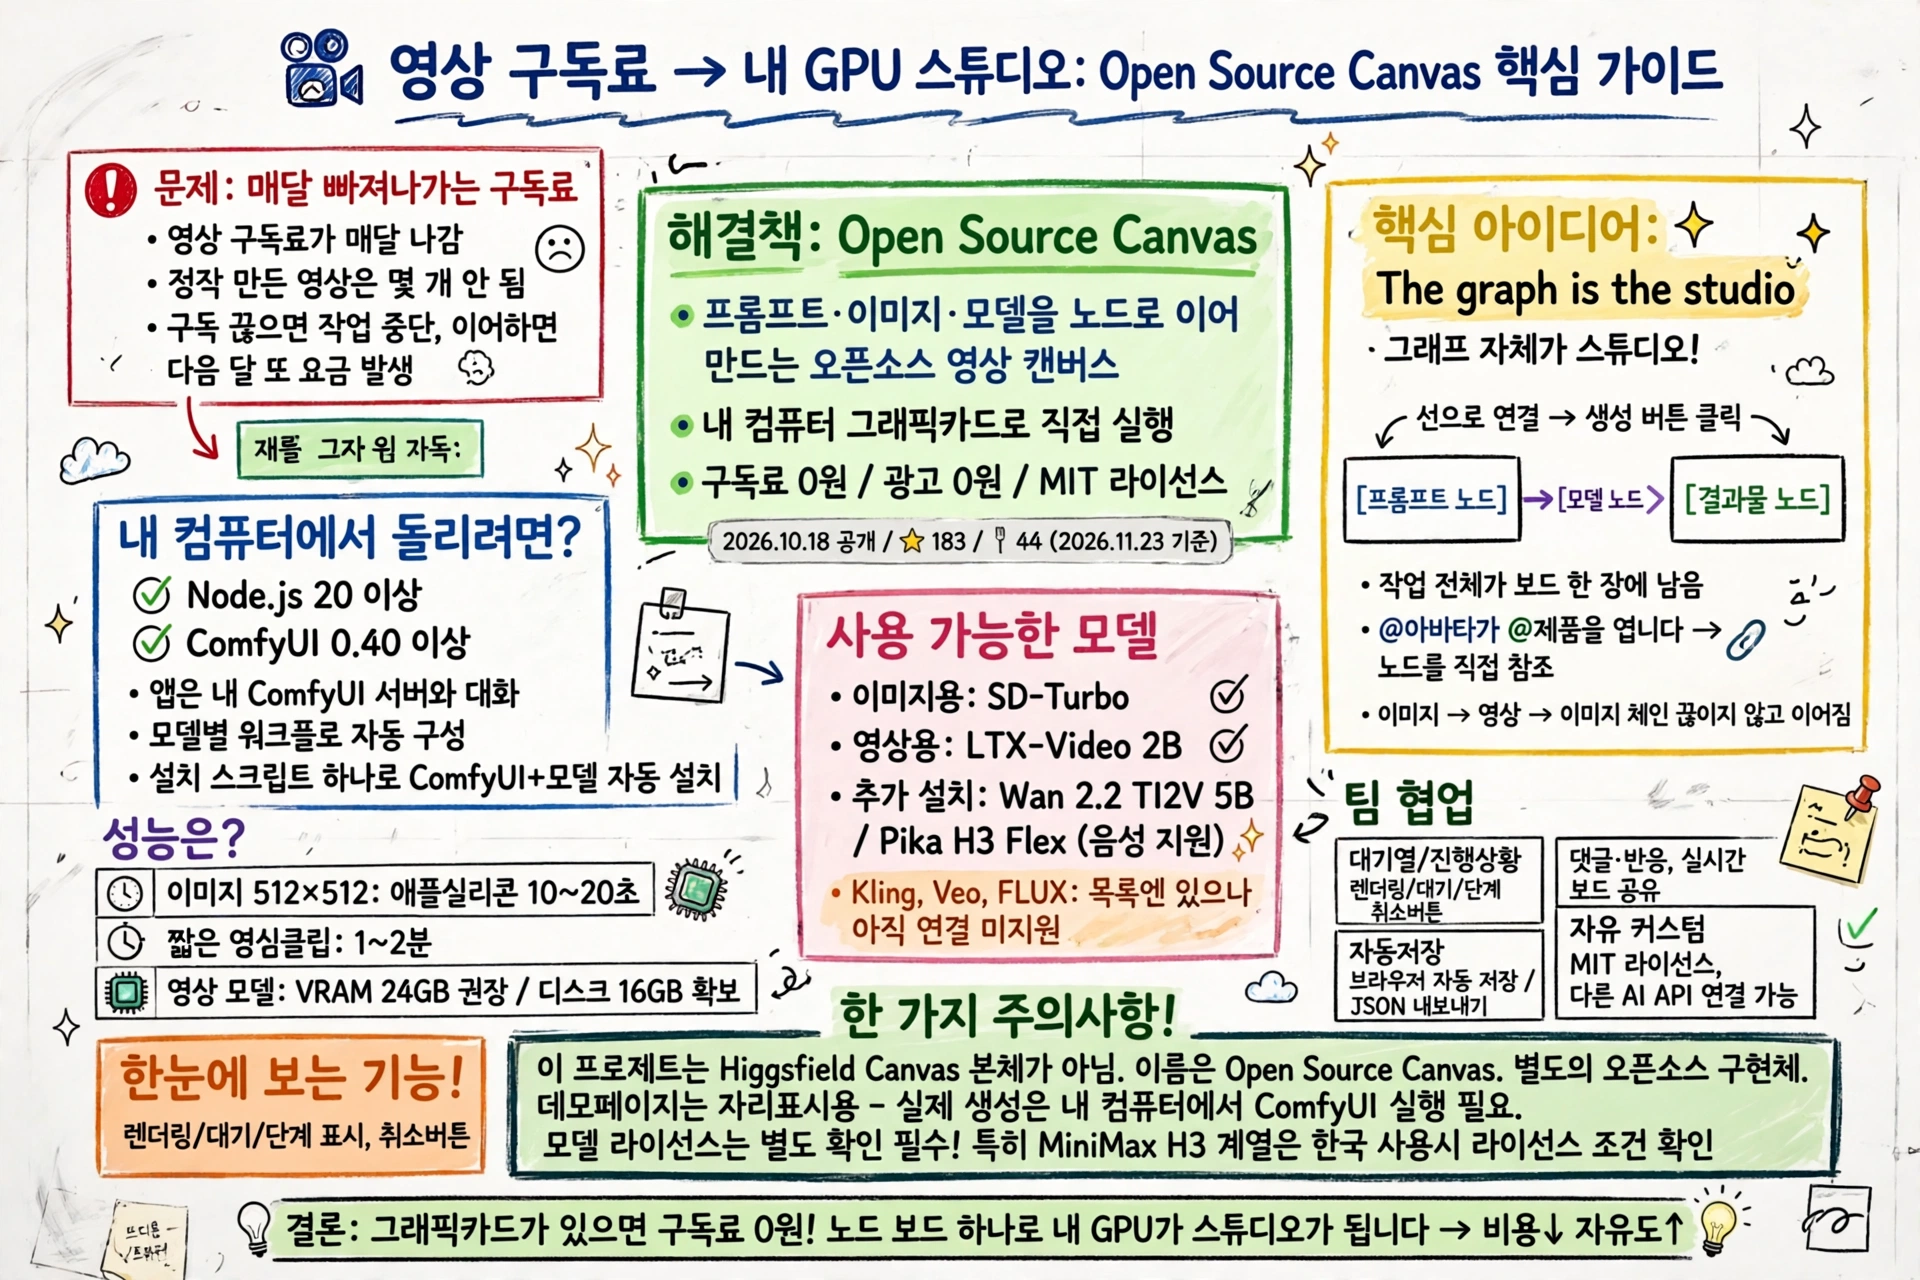 영상 구독료 → 내 GPU 스튜디오: Open Source Canvas 핵심 가이드
문제: 매달 빠져나가는 구독료
• 영상 구독료가 매달 나감
• 정작 만든 영상은 몇 개 안 됨
• 구독 끊으면 작업 중단, 이어하면
다음 달 또 요금 발생
재를 그자 윔 자독:
해결책: Open Source Canvas
• 프롬프트·이미지·모델을 노드로 이어
만드는 오픈소스 영상 캔버스
• 내 컴퓨터 그래픽카드로 직접 실행
• 구독료 0원 / 광고 0원 / MIT 라이선스
2026.10.18 공개 / ⭐ 183 / 44 (2026.11.23 기준)
핵심 아이디어:
The graph is the studio
· 그래프 자체가 스튜디오!
선으로 연결 → 생성 버튼 클릭
[프롬프트 노드] → [모델 노드] [결과물 노드]
• 작업 전체가 보드 한 장에 남음
• @아바타가 @제품을 엽니다 →
노드를 직접 참조
• 이미지 → 영상 → 이미지 체인 끊이지 않고 이어짐
내 컴퓨터에서 돌리려면?
Node.js 20 이상
ComfyUI 0.40 이상
• 앱은 내 ComfyUI 서버와 대화
• 모델별 워크플로 자동 구성
• 설치 스크립트 하나로 ComfyUI+모델 자동 설치
사용 가능한 모델
• 이미지용: SD-Turbo
• 영상용: LTX-Video 2B
• 추가 설치: Wan 2.2 TI2V 5B
/ Pika H3 Flex (음성 지원)
• Kling, Veo, FLUX: 목록엔 있으나
아직 연결 미지원
성능은?
이미지 512×512: 애플실리콘 10~20초
짧은 영심클립: 1~2분
영상 모델: VRAM 24GB 권장 / 디스크 16GB 확보
팀 협업
대기열/진행상황
렌더링/대기/단계
취소버튼
댓글·반응, 실시간
보드 공유
자동저장
브라우저 자동 저장 /
JSON 내보내기
자유 커스텀
MIT 라이선스,
다른 AI API 연결 가능
한눈에 보는 기능!
렌더링/대기/단계 표시, 취소버튼
한 가지 주의사항!
이 프로제트는 Higgsfield Canvas 본체가 아님. 이름은 Open Source Canvas. 별도의 오픈소스 구현체.
데모페이지는 자리표시용 – 실제 생성은 내 컴퓨터에서 ComfyUI 실행 필요.
모델 라이선스는 별도 확인 필수! 특히 MiniMax H3 계열은 한국 사용시 라이선스 조건 확인
결론: 그래픽카드가 있으면 구독료 0원! 노드 보드 하나로 내 GPU가 스튜디오가 됩니다 → 비용↓ 자유도↑